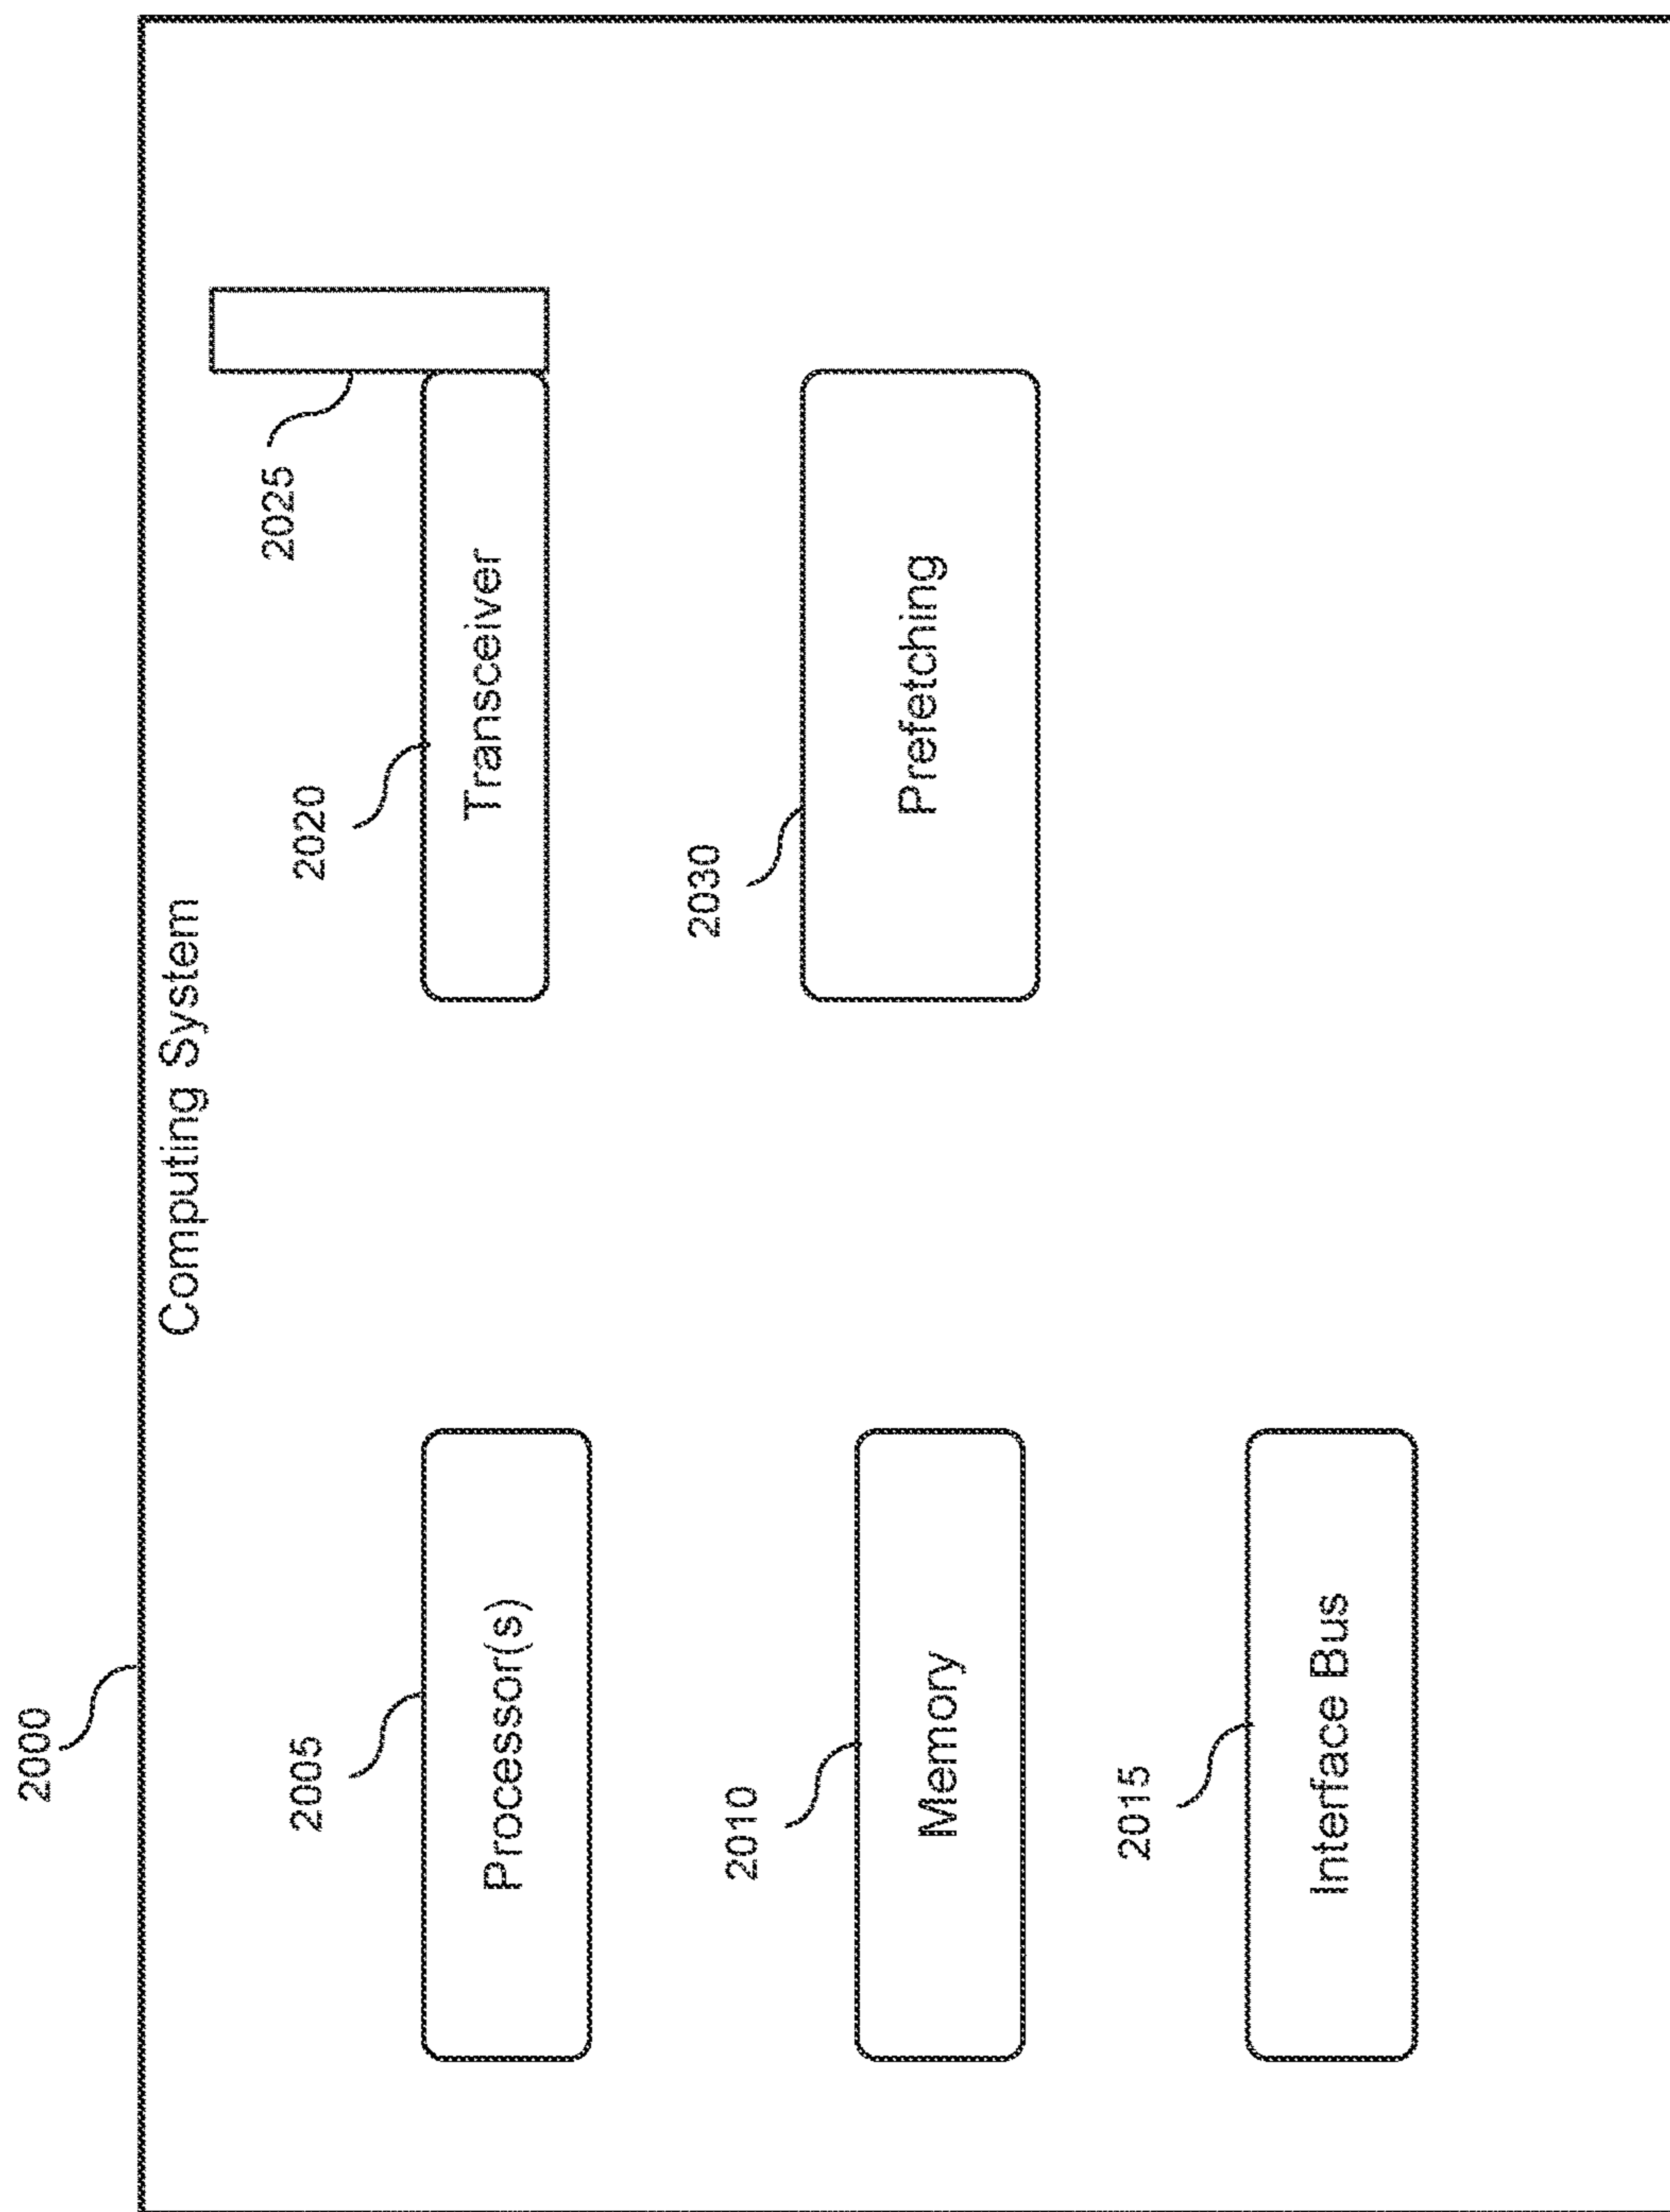 2000
Computing System
2005
Processor(s)
2020
Transceiver
2025
2010
Memory
2030
Prefetching
2015
Interface Bus